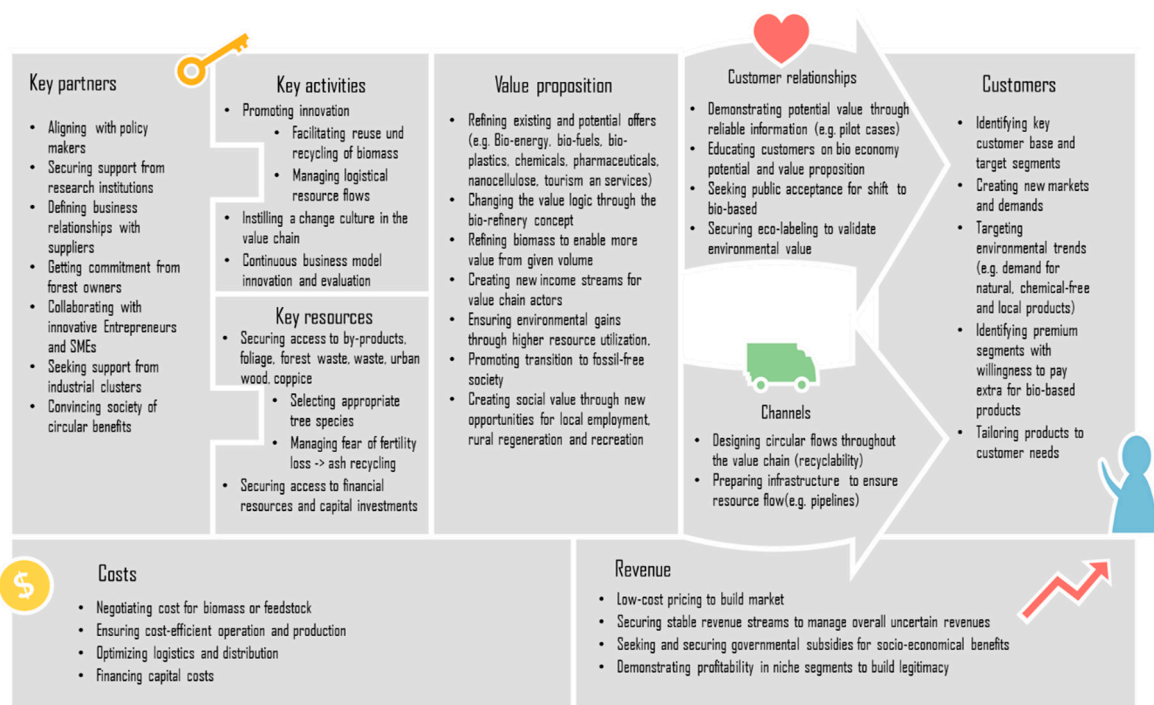 Key partners
• Aligning with policy
makers
• Securing support from
research institutions
• Defining business
relationships with
suppliers
• Getting commitment from
forest owners
• Collaborating with
innovative Entrepreneurs
and SMEs
• Seeking support from
industrial clusters
• Convincing society of
circular benefits
Key activities
• Promoting innovation
• Facilitating reuse und
recycling of biomass
• Managing logistical
resource flows
• Instilling a change culture in the
value chain
• Continuous business model
innovation and evaluation
Key resources
• Securing access to by-products,
foliage, forest waste, waste, urban
wood, coppice
• Selecting appropriate
tree species
• Managing fear of fertility
loss -> ash recycling
• Securing access to financial
resources and capital investments
Value proposition
• Refining existing and potential offers
(e.g. Bio-energy, bio-fuels, bio-
plastics, chemicals, pharmaceuticals,
nanocellulose, tourism an services)
• Changing the value logic through the
bio-refinery concept
• Refining biomass to enable more
value from given volume
• Creating new income streams for
value chain actors
• Ensuring environmental gains
through higher resource utilization.
• Promoting transition to fossil-free
society
• Creating social value through new
opportunities for local employment,
rural regeneration and recreation
Customer relationships
• Demonstrating potential value through
reliable information (e.g. pilot cases)
• Educating customers on bio economy
potential and value proposition
• Seeking public acceptance for shift to
bio-based
• Securing eco-labeling to validate
environmental value
Channels
• Designing circular flows throughout
the value chain (recyclability)
• Preparing infrastructure to ensure
resource flow(e.g. pipelines)
Customers
• Identifying key
customer base and
target segments
• Creating new markets
and demands
• Targeting
environmental trends
(e.g. demand for
natural, chemical-free
and local products)
• Identifying premium
segments with
willingness to pay
extra for bio-based
products
• Tailoring products to
customer needs
$
Costs
• Negotiating cost for biomass or feedstock
• Ensuring cost-efficient operation and production
• Optimizing logistics and distribution
• Financing capital costs
Revenue
• Low-cost pricing to build market
• Securing stable revenue streams to manage overall uncertain revenues
• Seeking and securing governmental subsidies for socio-economical benefits
• Demonstrating profitability in niche segments to build legitimacy